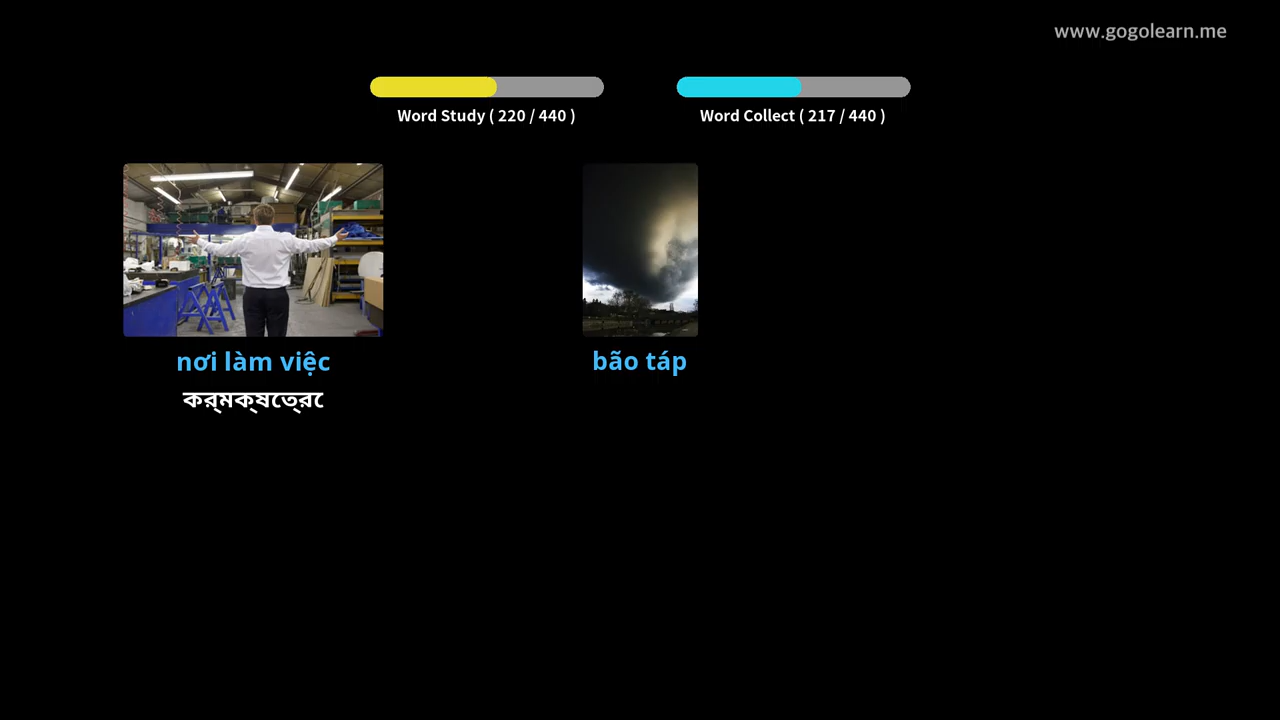 www.gogolearn.me
Word Study ( 220 / 440 )
Word Collect ( 217 / 440 )
nơi làm việc
bão táp
কর্মক্ষেত্রে